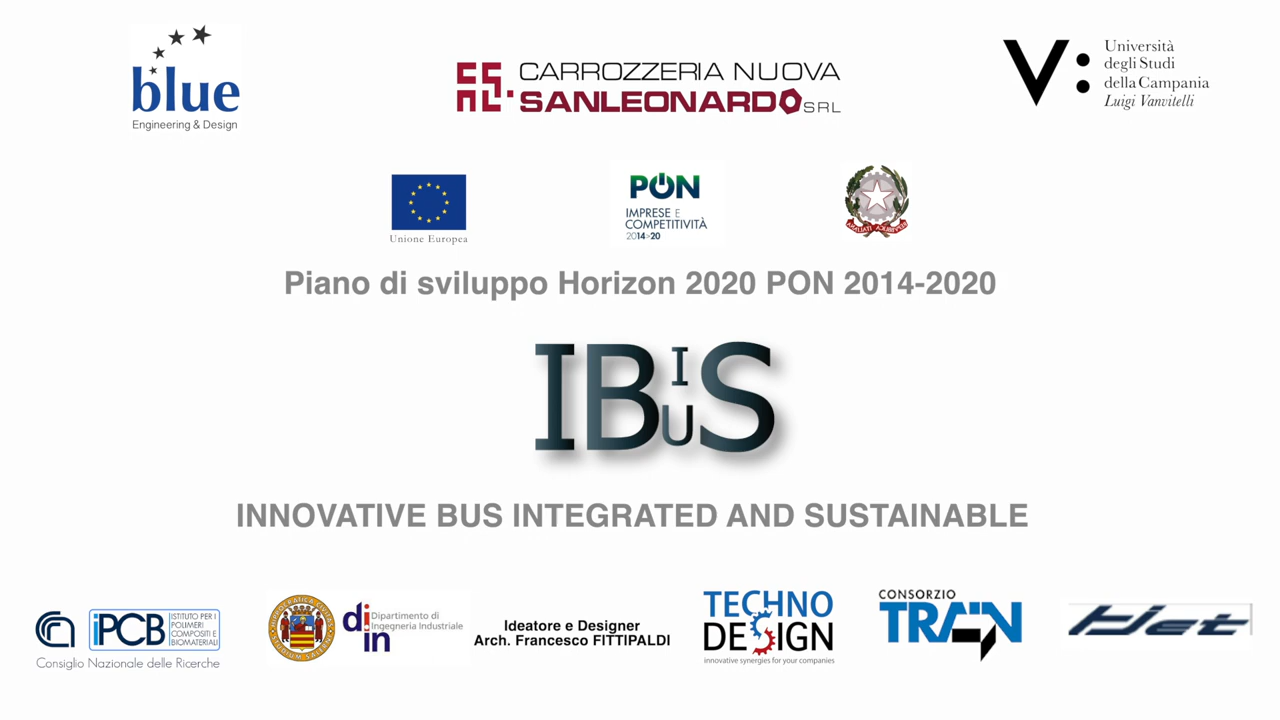 blue
Engineering & Design
CARROZZERIA NUOVA
SANLEONARDO SRL
V:
Università
degli Studi
della Campania
Luigi Vanvitelli
Unione Europea
PON
IMPRESE E
COMPETITIVITÀ
2014>20
Piano di sviluppo Horizon 2020 PON 2014-2020
IBIUS
INNOVATIVE BUS INTEGRATED AND SUSTAINABLE
iPCB
ISTITUTO PER I
POLIMERI
COMPOSITI E
BIOMATERIALI
Consiglio Nazionale delle Ricerche
di
in
Dipartimento di
Ingegneria Industriale
Ideatore e Designer
Arch. Francesco FITTIPALDI
TECHNO
DESIGN
innovative synergies for your companies
CONSORZIO
TRAIN